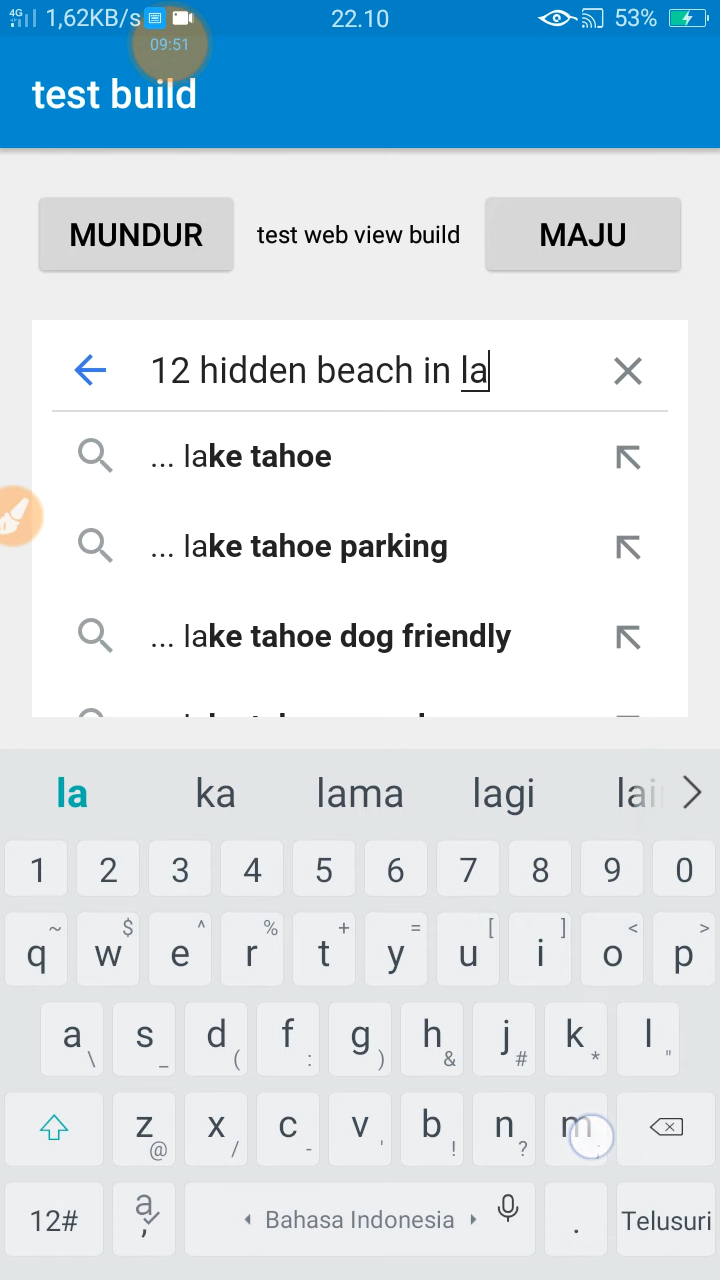 4G 1,62KB/s 22.10 53%
09:51
test build
MUNDUR test web view build MAJU
12 hidden beach in la
... lake tahoe
... lake tahoe parking
... lake tahoe dog friendly
la ka lama lagi lai
1 2 3 4 5 6 7 8 9 0
~ $ ^ % + = [ ] < >
q w e r t y u i o p
a s d f g h j k l
\ _ ( : ) & # * "
z x c v b n m
@ / - ' ! ? ;
12# a , Bahasa Indonesia . Telusuri